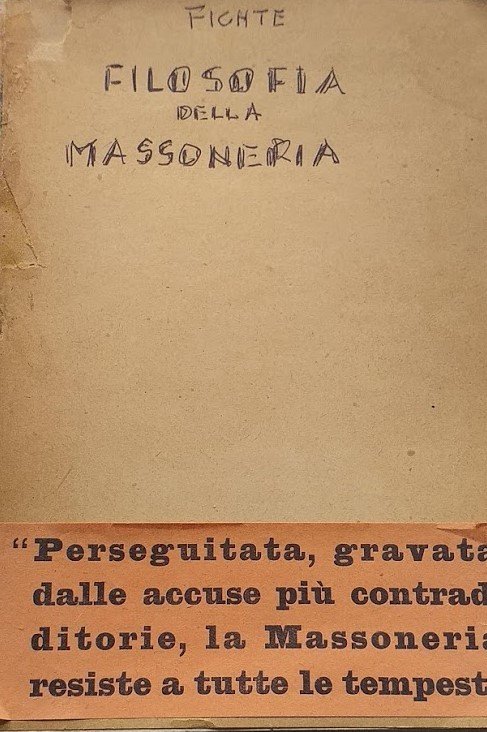 FICHTE
FILOSOFIA
DELLA
MASSONERIA
“Perseguitata, gravata
dalle accuse più contrad
ditorie, la Massoneria
resiste a tutte le tempest